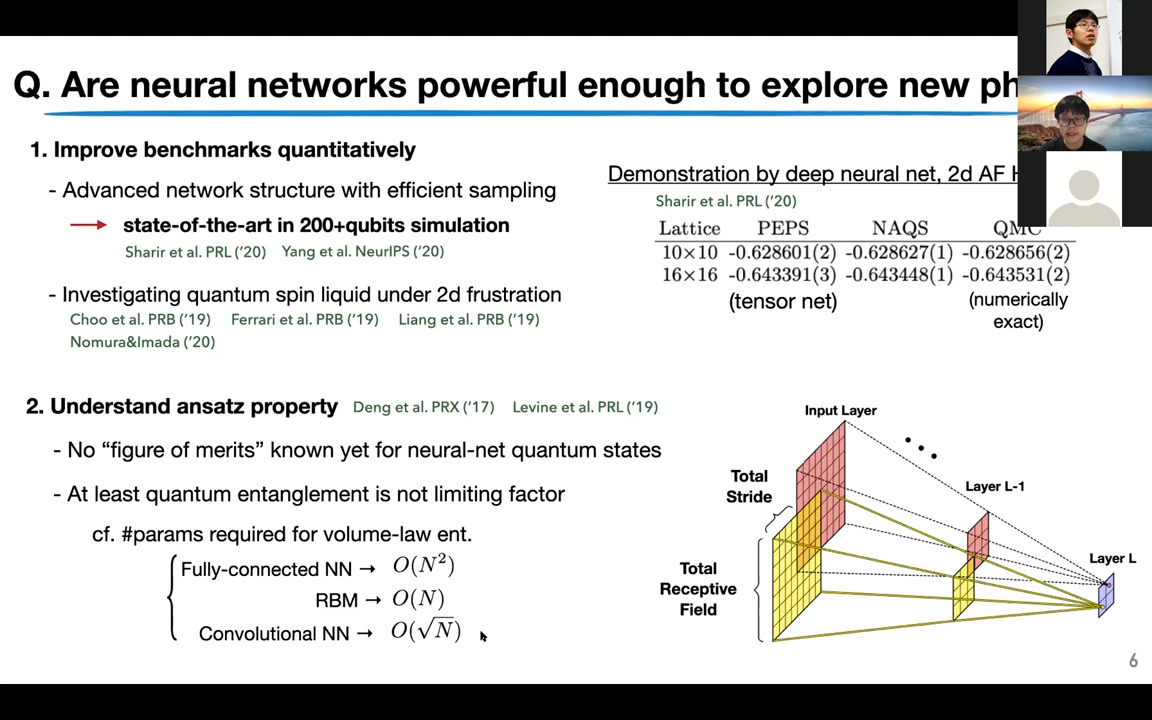 Q. Are neural networks powerful enough to explore new ph
1. Improve benchmarks quantitatively
- Advanced network structure with efficient sampling
→ state-of-the-art in 200+qubits simulation
Sharir et al. PRL ('20) Yang et al. NeurIPS ('20)
- Investigating quantum spin liquid under 2d frustration
Choo et al. PRB ('19) Ferrari et al. PRB ('19) Liang et al. PRB ('19)
Nomura&Imada ('20)
Demonstration by deep neural net, 2d AF H
Sharir et al. PRL ('20)
Lattice PEPS NAQS QMC
10×10 -0.628601(2) -0.628627(1) -0.628656(2)
16×16 -0.643391(3) -0.643448(1) -0.643531(2)
(tensor net) (numerically
exact)
2. Understand ansatz property Deng et al. PRX ('17) Levine et al. PRL ('19)
- No “figure of merits” known yet for neural-net quantum states
- At least quantum entanglement is not limiting factor
cf. #params required for volume-law ent.
Fully-connected NN → O(N²)
RBM → O(N)
Convolutional NN → O(√N)
Input Layer
Total
Stride
Layer L-1
Layer L
Total
Receptive
Field
6